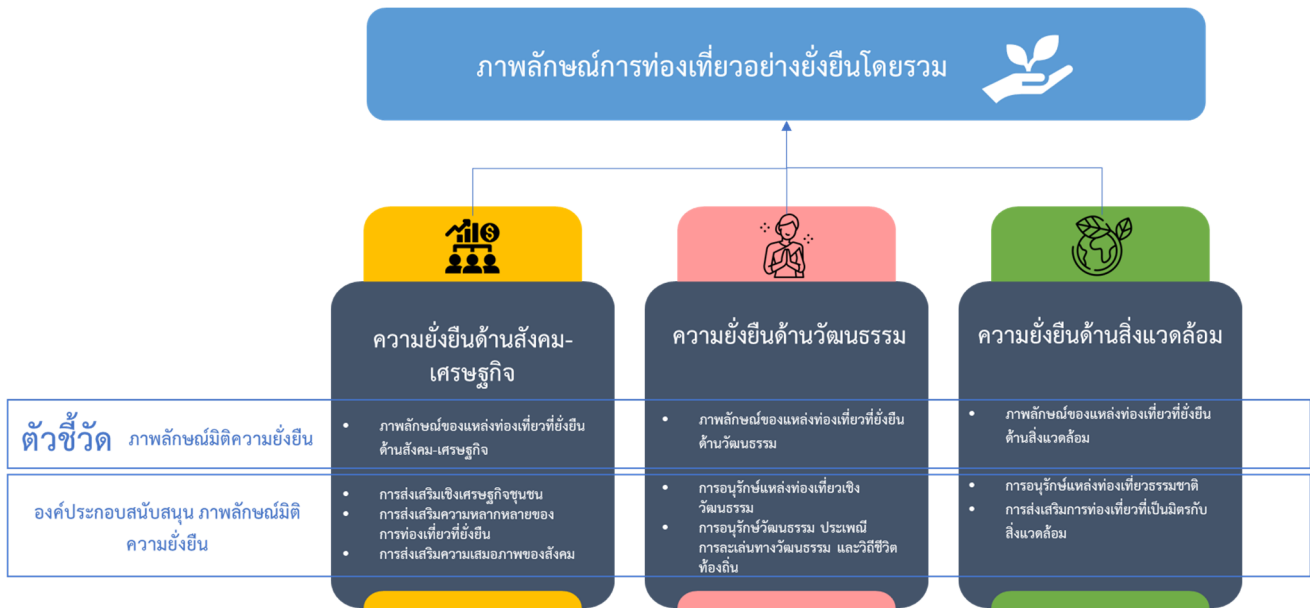 ภาพลักษณ์การท่องเที่ยวอย่างยั่งยืนโดยรวม
ความยั่งยืนด้านสังคม-
เศรษฐกิจ
ความยั่งยืนด้านวัฒนธรรม
ความยั่งยืนด้านสิ่งแวดล้อม
ตัวชี้วัด ภาพลักษณ์มิติความยั่งยืน
• ภาพลักษณ์ของแหล่งท่องเที่ยวที่ยั่งยืน
ด้านสังคม-เศรษฐกิจ
• ภาพลักษณ์ของแหล่งท่องเที่ยวที่ยั่งยืน
ด้านวัฒนธรรม
• ภาพลักษณ์ของแหล่งท่องเที่ยวที่ยั่งยืน
ด้านสิ่งแวดล้อม
องค์ประกอบสนับสนุน ภาพลักษณ์มิติ
ความยั่งยืน
• การส่งเสริมเชิงเศรษฐกิจชุมชน
• การส่งเสริมความหลากหลายของ
การท่องเที่ยวที่ยั่งยืน
• การส่งเสริมความเสมอภาพของสังคม
• การอนุรักษ์แหล่งท่องเที่ยวเชิง
วัฒนธรรม
• การอนุรักษ์วัฒนธรรม ประเพณี
การละเล่นทางวัฒนธรรม และวิถีชีวิต
ท้องถิ่น
• การอนุรักษ์แหล่งท่องเที่ยวธรรมชาติ
• การส่งเสริมการท่องเที่ยวที่เป็นมิตรกับ
สิ่งแวดล้อม